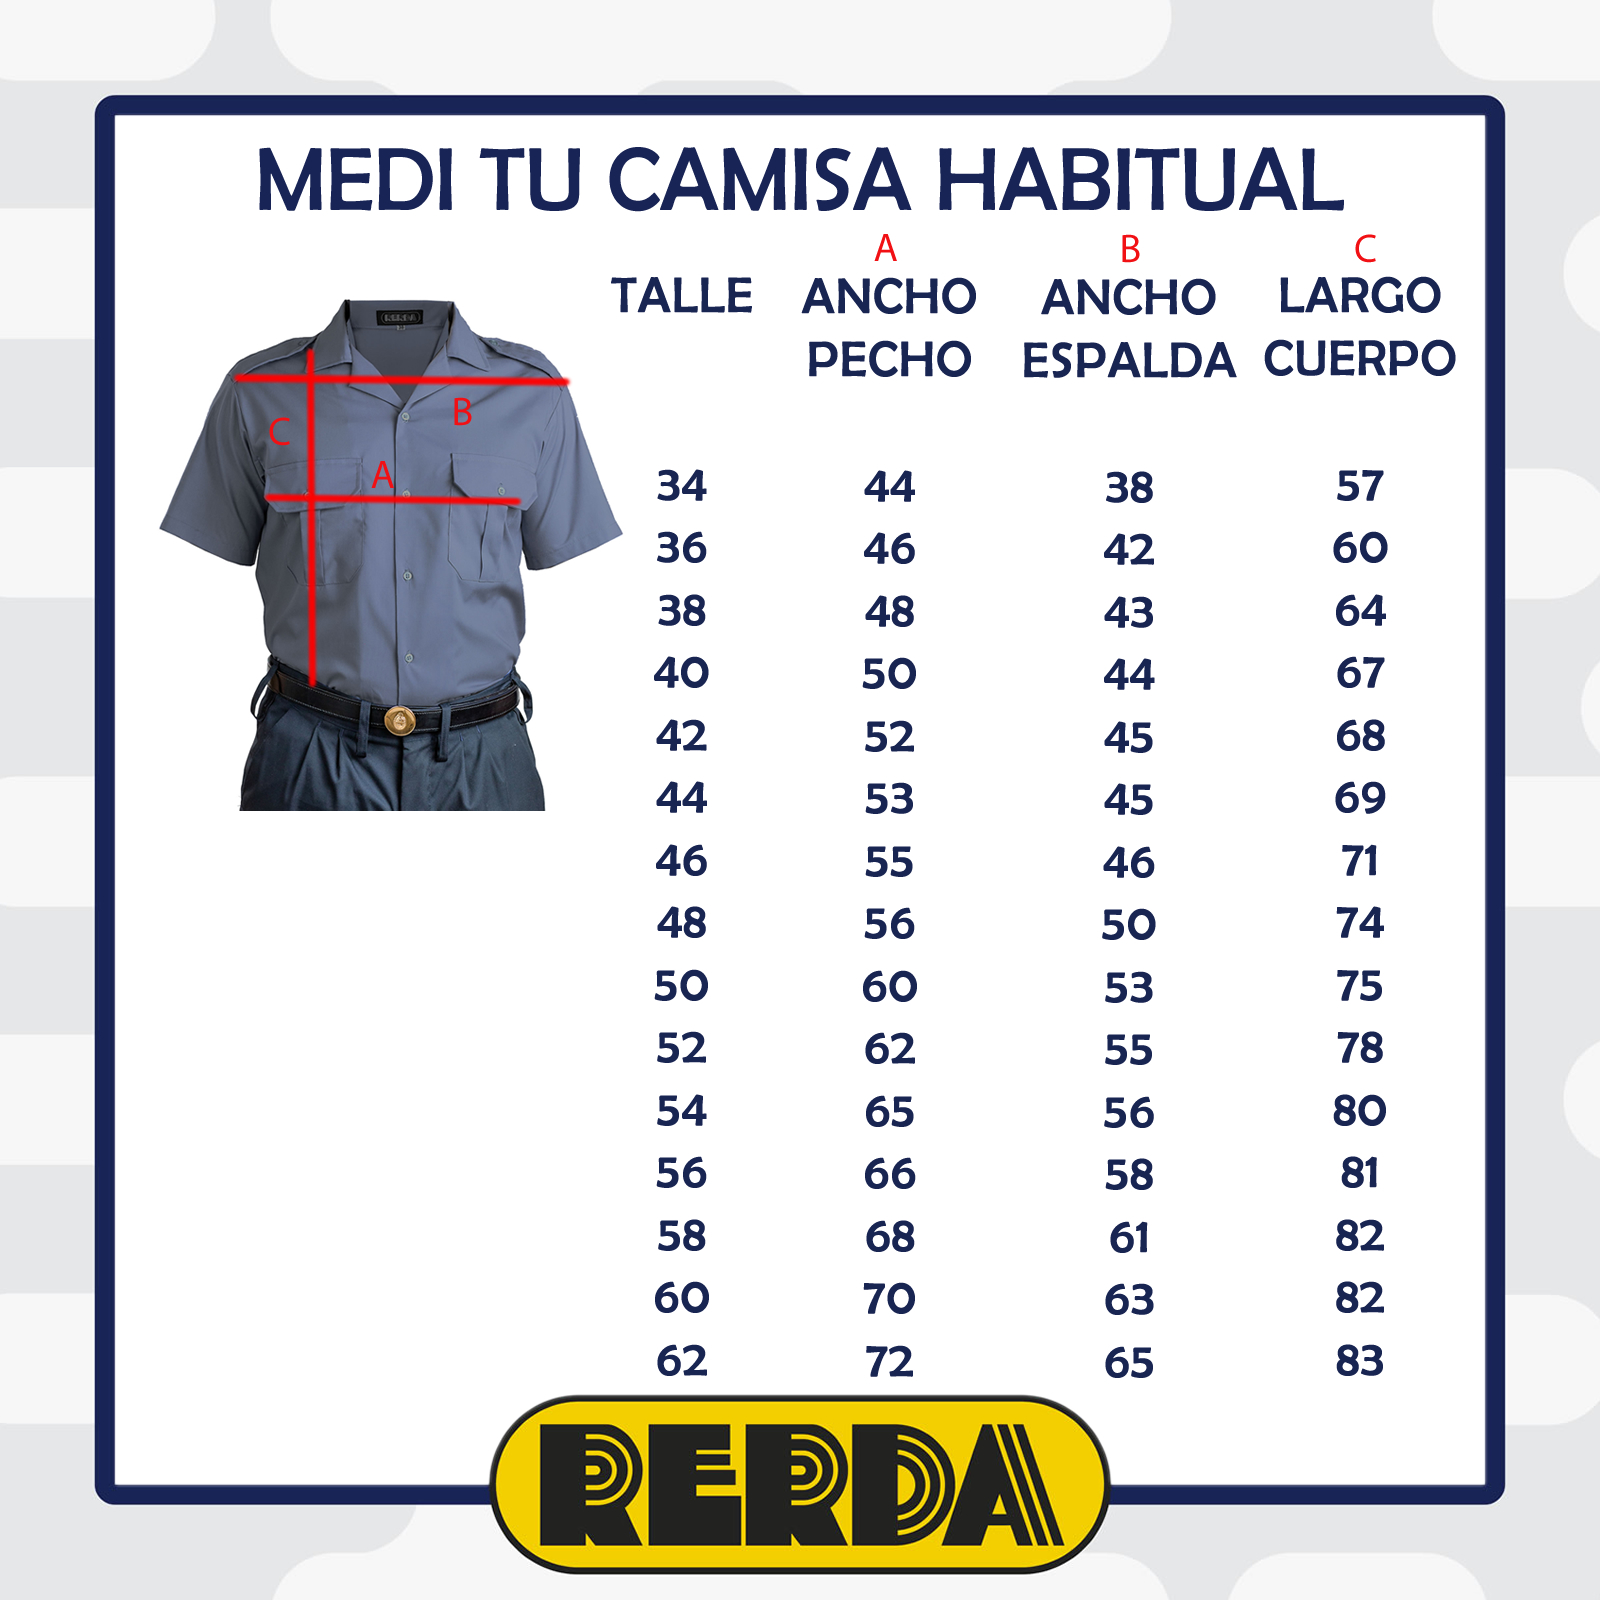 MEDI TU CAMISA HABITUAL
A B C
TALLE ANCHO PECHO ANCHO ESPALDA LARGO CUERPO
RERDA
B
C
A
34 44 38 57
36 46 42 60
38 48 43 64
40 50 44 67
42 52 45 68
44 53 45 69
46 55 46 71
48 56 50 74
50 60 53 75
52 62 55 78
54 65 56 80
56 66 58 81
58 68 61 82
60 70 63 82
62 72 65 83
RERDA